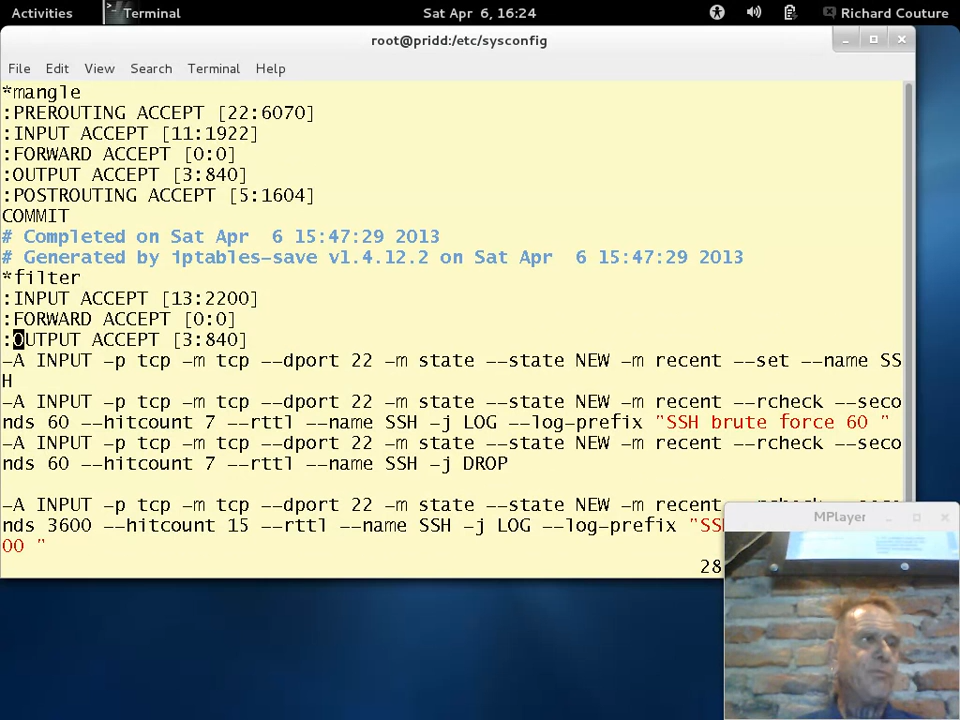 Activities
Terminal
Sat Apr 6, 16:24
Richard Couture
root@pridd:/etc/sysconfig
File Edit View Search Terminal Help
*mangle
:PREROUTING ACCEPT [22:6070]
:INPUT ACCEPT [11:1922]
:FORWARD ACCEPT [0:0]
:OUTPUT ACCEPT [3:840]
:POSTROUTING ACCEPT [5:1604]
COMMIT
# Completed on Sat Apr  6 15:47:29 2013
# Generated by iptables-save v1.4.12.2 on Sat Apr  6 15:47:29 2013
*filter
:INPUT ACCEPT [13:2200]
:FORWARD ACCEPT [0:0]
:OUTPUT ACCEPT [3:840]
-A INPUT -p tcp -m tcp --dport 22 -m state --state NEW -m recent --set --name SS
H
-A INPUT -p tcp -m tcp --dport 22 -m state --state NEW -m recent --rcheck --seco
nds 60 --hitcount 7 --rttl --name SSH -j LOG --log-prefix "SSH brute force 60 "
-A INPUT -p tcp -m tcp --dport 22 -m state --state NEW -m recent --rcheck --seco
nds 60 --hitcount 7 --rttl --name SSH -j DROP
-A INPUT -p tcp -m tcp --dport 22 -m state --state NEW -m recent
nds 3600 --hitcount 15 --rttl --name SSH -j LOG --log-prefix "SS
00 "
28
MPlayer